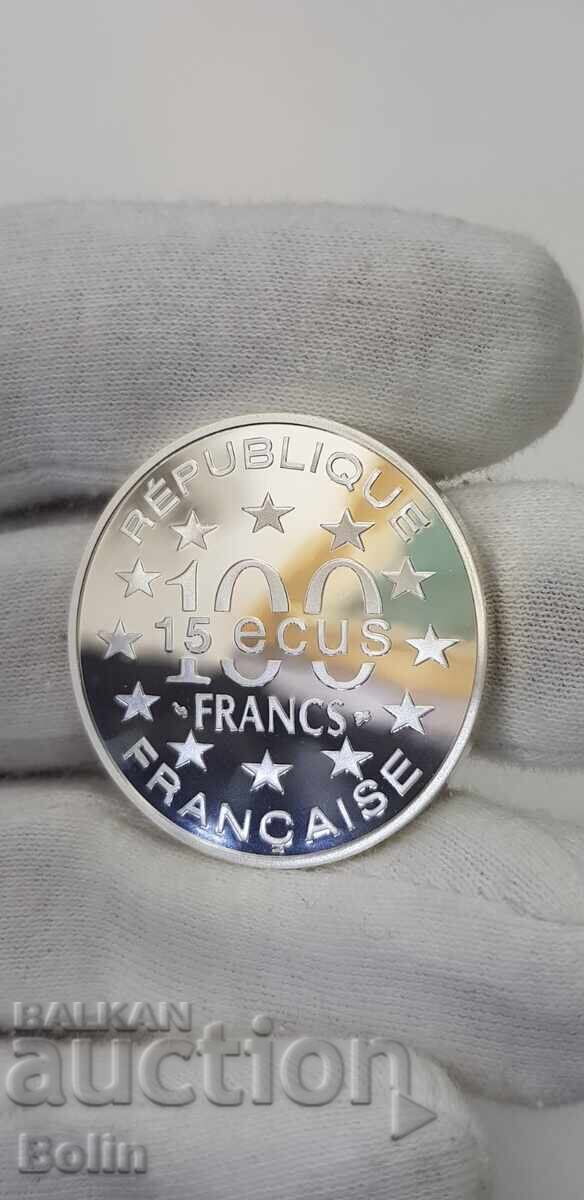 RÉPUBLIQUE
100
15 ecus
FRANCS
FRANÇAISE
BALKAN
auction
Bolin